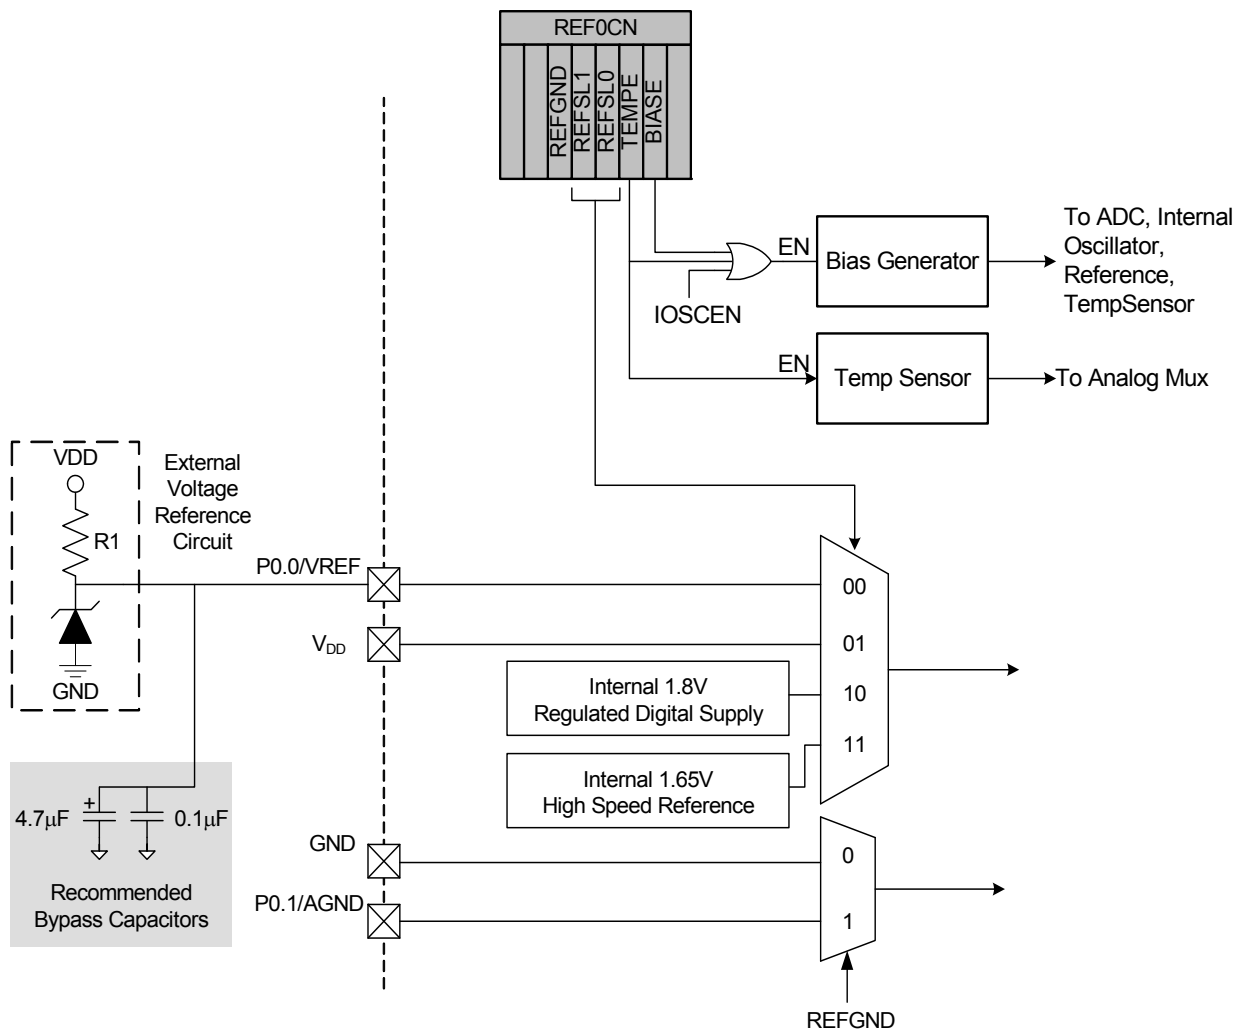 REF0CN
REFGND
REFSL1
REFSL0
TEMPE
BIASE
EN
Bias Generator
To ADC, Internal
Oscillator,
Reference,
TempSensor
IOSCEN
EN
Temp Sensor
To Analog Mux
VDD
R1
GND
External
Voltage
Reference
Circuit
P0.0/VREF
00
VDD
01
Internal 1.8V
Regulated Digital Supply
10
11
Internal 1.65V
High Speed Reference
4.7μF
+
0.1μF
Recommended
Bypass Capacitors
GND
0
P0.1/AGND
1
REFGND